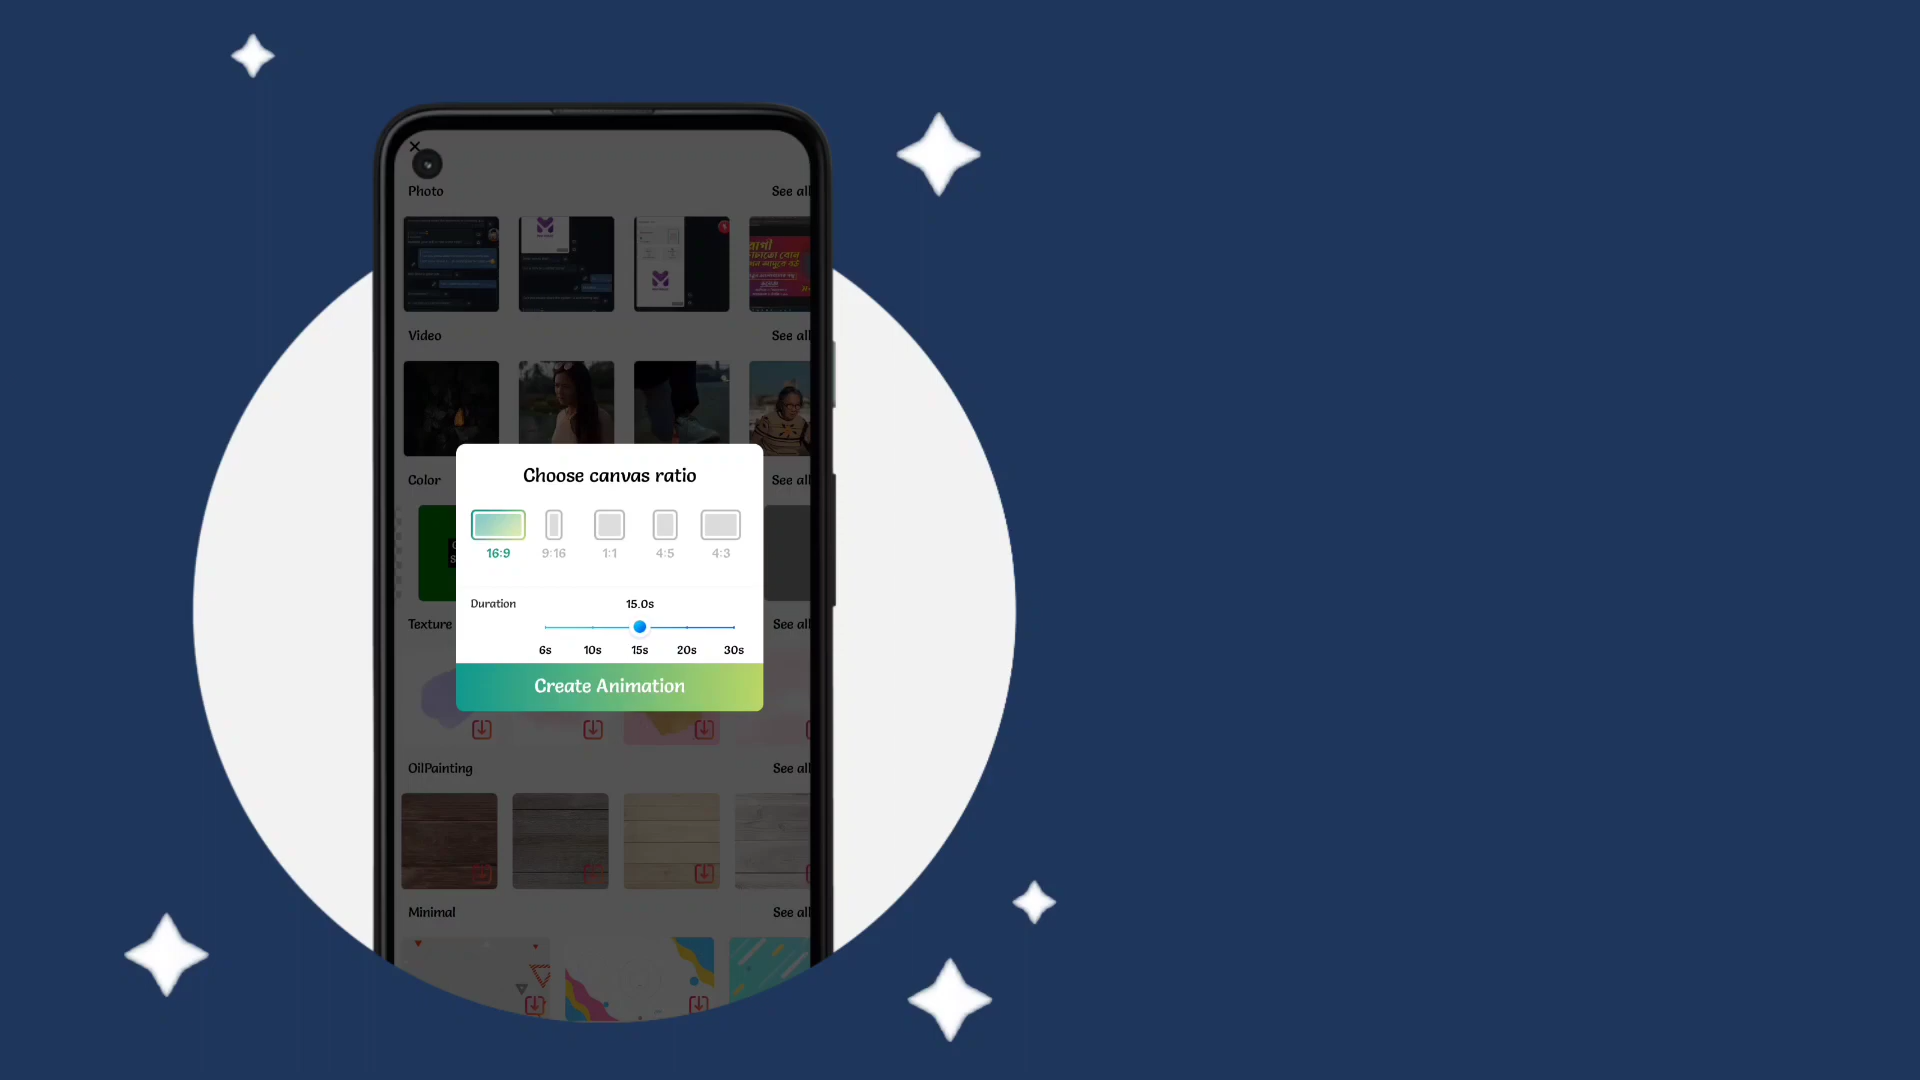 Photo
See all
Video
See all
Color
See all
Choose canvas ratio
16:9
9:16
1:1
4:5
4:3
Duration
15.0s
6s
10s
15s
20s
30s
Texture
See all
Create Animation
OilPainting
See all
Minimal
See all